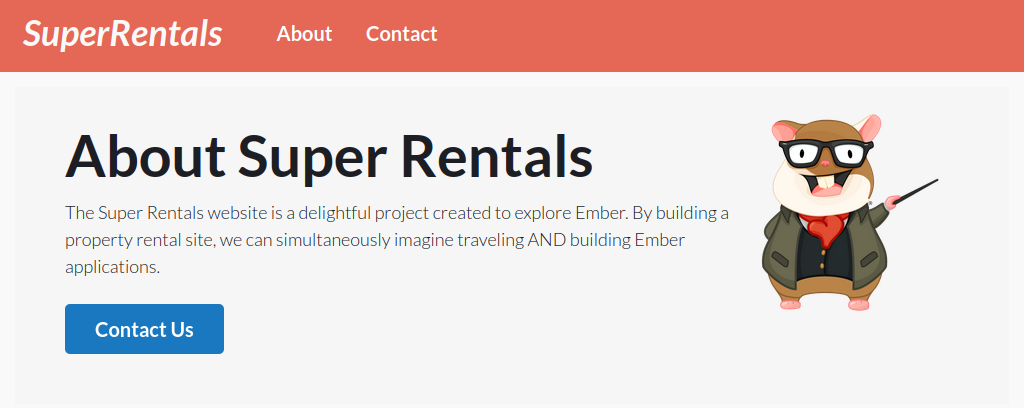 SuperRentals About Contact
About Super Rentals
The Super Rentals website is a delightful project created to explore Ember. By building a
property rental site, we can simultaneously imagine traveling AND building Ember
applications.
Contact Us